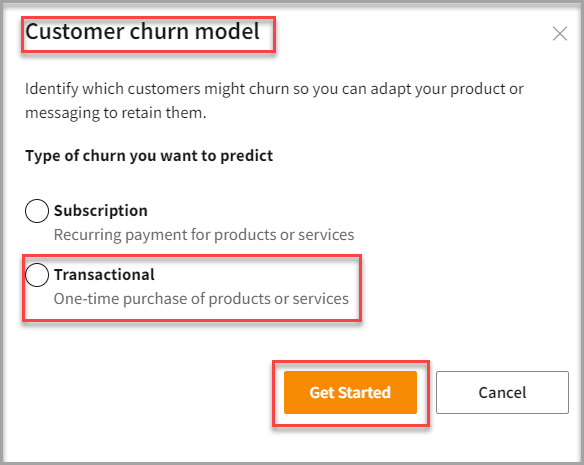 Customer churn model
Identify which customers might churn so you can adapt your product or
messaging to retain them.
Type of churn you want to predict
Subscription
Recurring payment for products or services
Transactional
One-time purchase of products or services
Get Started
Cancel